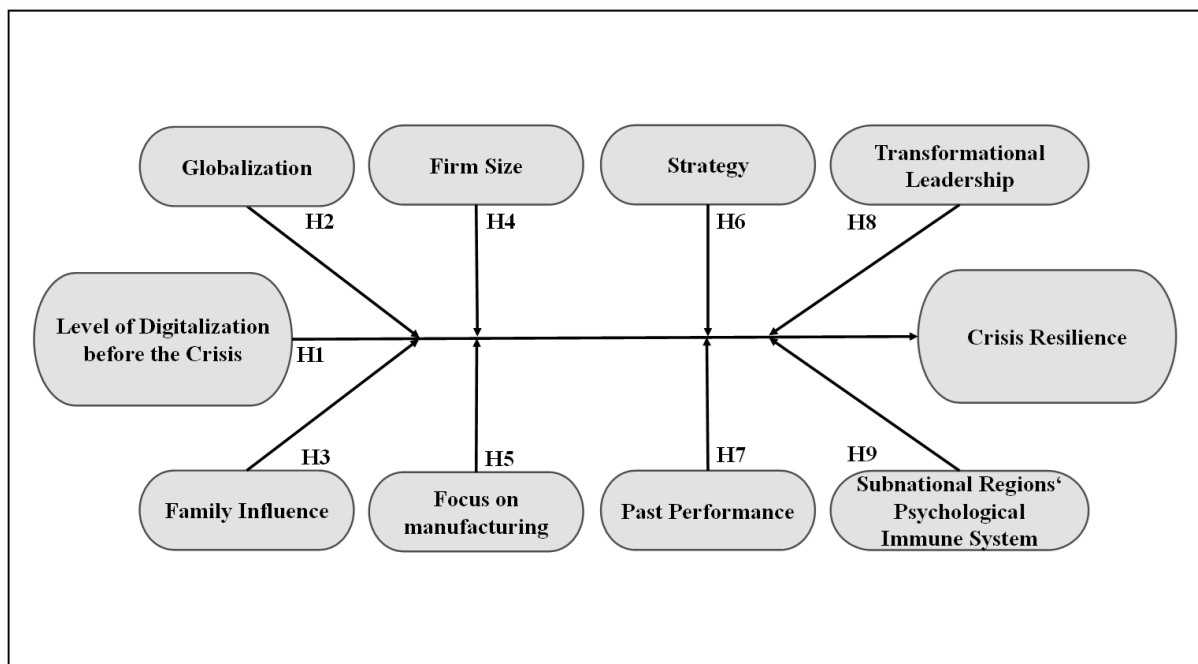 Globalization
Firm Size
Strategy
Transformational
Leadership
H2
H4
H6
H8
Level of Digitalization
before the Crisis
H1
Crisis Resilience
H3
H5
H7
H9
Family Influence
Focus on
manufacturing
Past Performance
Subnational Regions‘
Psychological
Immune System